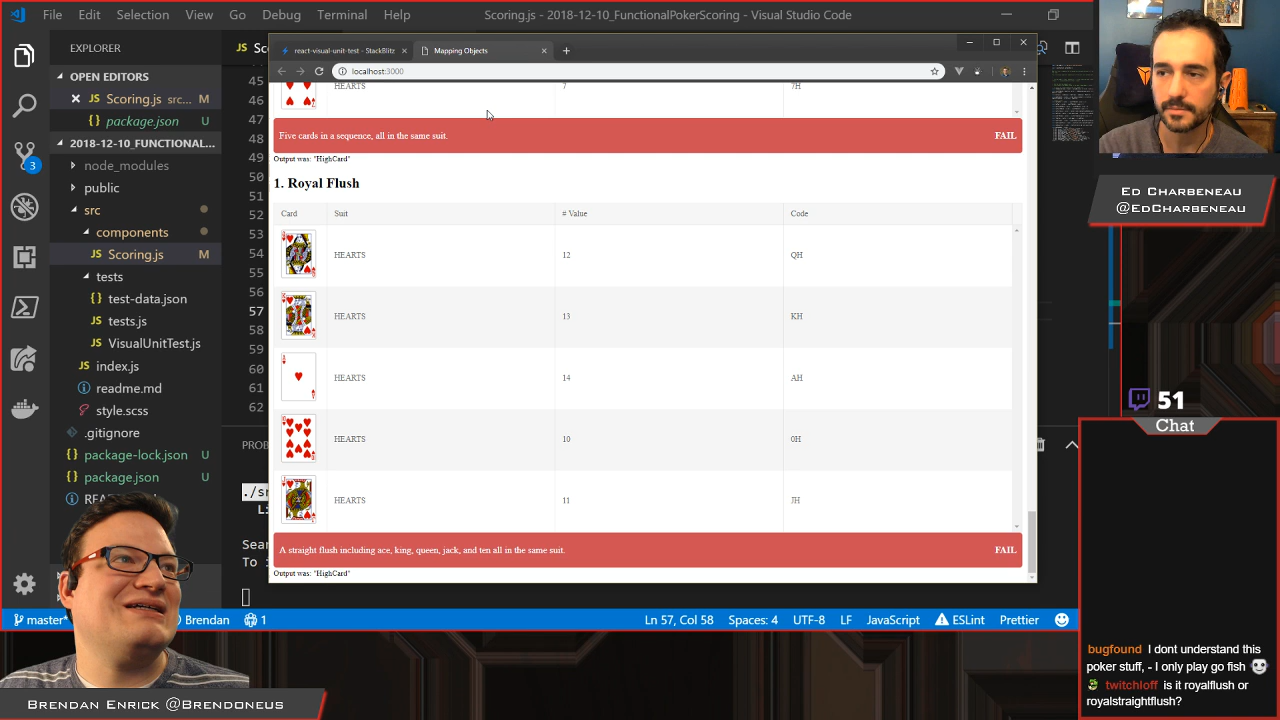 File Edit Selection View Go Debug Terminal Help
Scoring.js - 2018-12-10_FunctionalPokerScoring - Visual Studio Code
EXPLORER
OPEN EDITORS
Scoring.js src... M
package.json U
2018-12-10_FUNCTIONAL...
node_modules
public
src
components
Scoring.js M
tests
test-data.json
tests.js
VisualUnitTest.js
index.js
readme.md
style.scss
.gitignore
package-lock.json U
package.json U
3
45
46
47
48
49
50
51
52
53
54
55
56
57
58
59
60
61
62
react-visual-unit-test - StackBlitz
Mapping Objects
localhost:3000
HEARTS 7 7H
Five cards in a sequence, all in the same suit. FAIL
Output was: "HighCard"
1. Royal Flush
Card Suit # Value Code
HEARTS 12 QH
HEARTS 13 KH
HEARTS 14 AH
HEARTS 10 0H
HEARTS 11 JH
A straight flush including ace, king, queen, jack, and ten all in the same suit. FAIL
Output was: "HighCard"
master*
Brendan
1
Ln 57, Col 58 Spaces: 4 UTF-8 LF JavaScript ESLint Prettier
Ed Charbeneau
@EdCharbeneau
51
Chat
bugfound I dont understand this
poker stuff, - I only play go fish
twitchloff is it royalflush or
royalstraightflush?
Brendan Enrick @Brendoneus